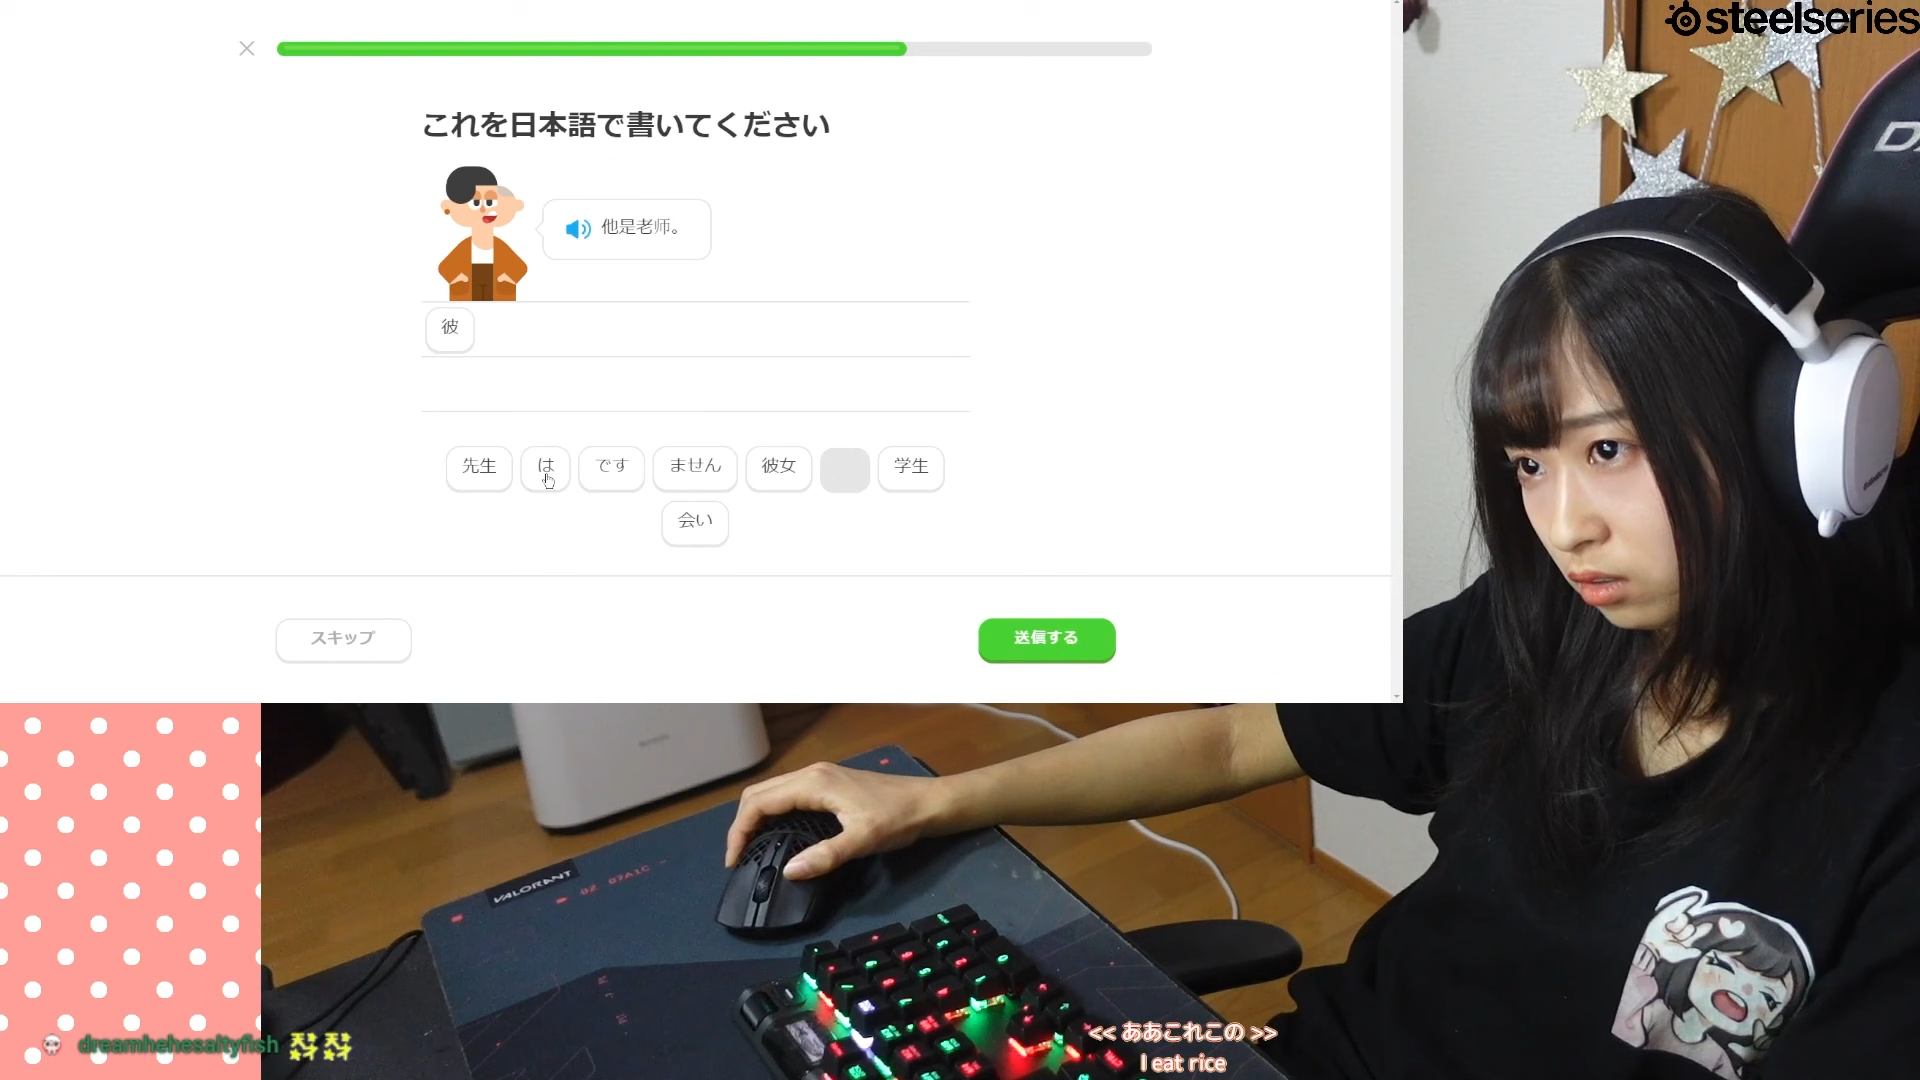 steelseries
これを日本語で書いてください
他是老师。
彼
先生 は です ません 彼女 学生
会い
スキップ 送信する
VALORANT
dreamhehesaltyfish
<< ああこれこの >>
I eat rice